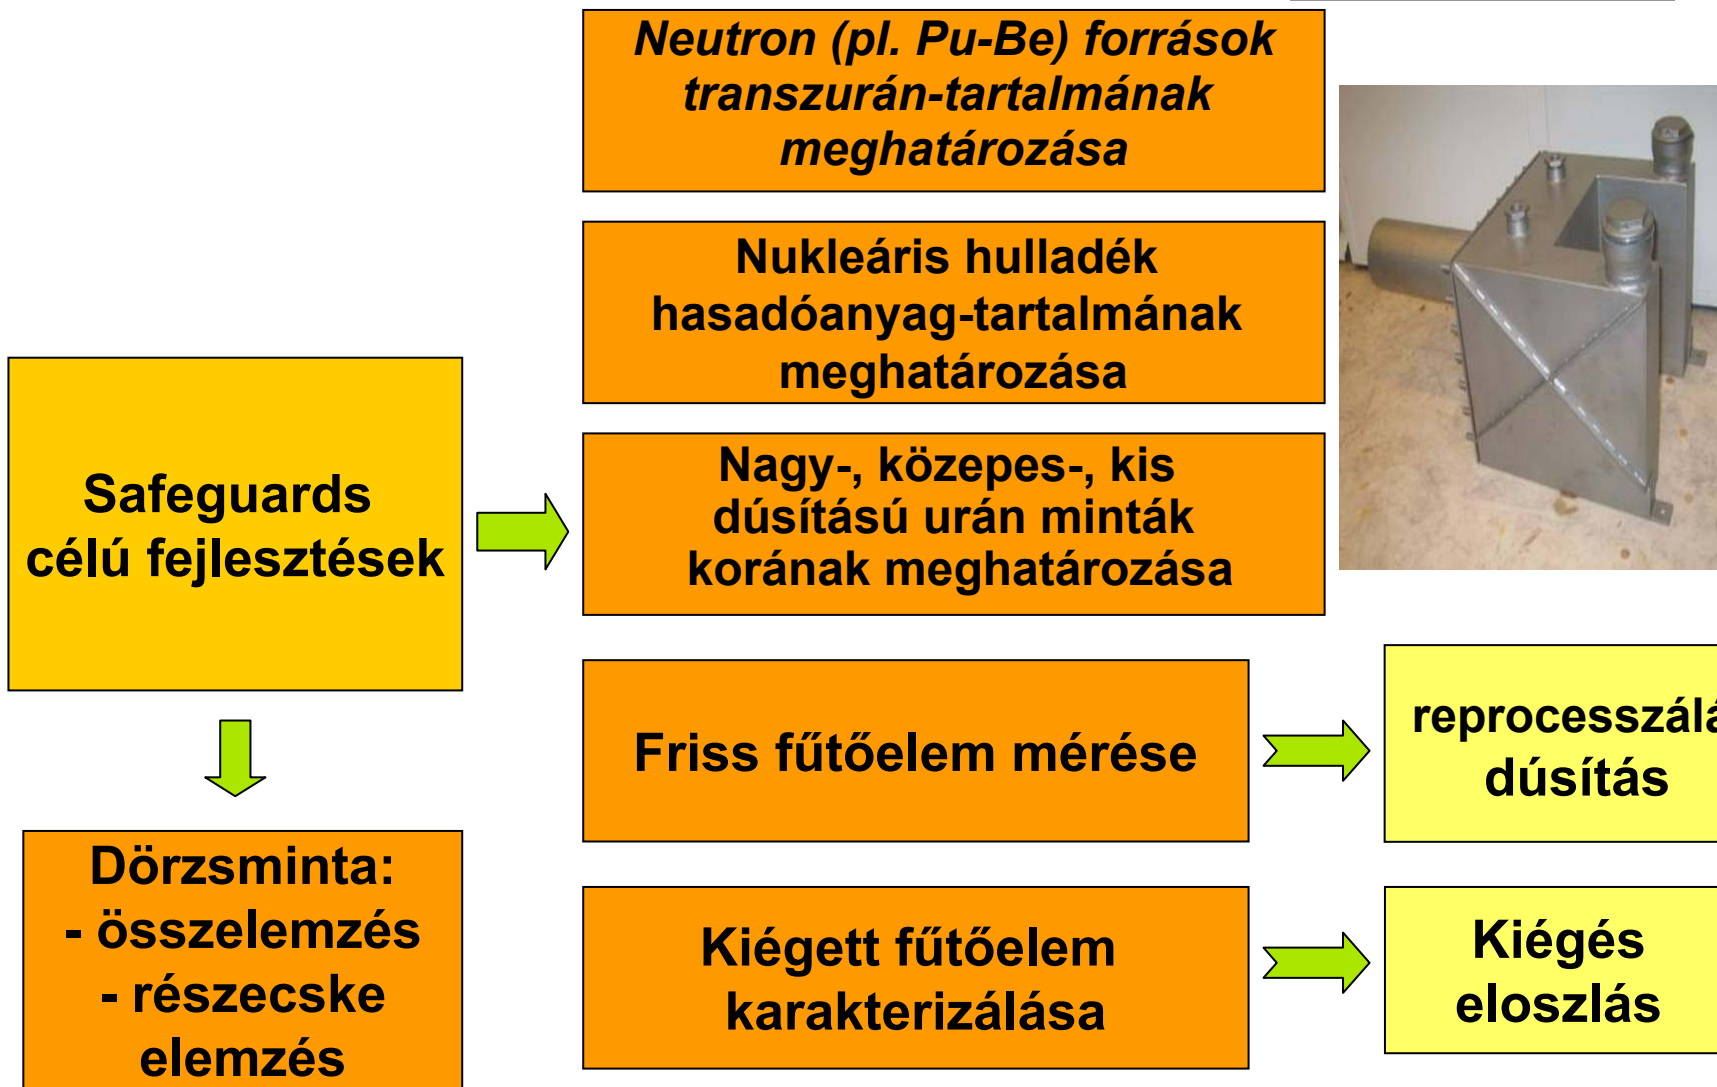 Neutron (pl. Pu-Be) források
transzurán-tartalmának
meghatározása
Nukleáris hulladék
hasadóanyag-tartalmának
meghatározása
Nagy-, közepes-, kis
dúsítású urán minták
korának meghatározása
Safeguards
célú fejlesztések
Friss fűtőelem mérése
dúsítás
Dörzsminta:
- összelemzés
- részecske
elemzés
Kiégett fűtőelem
karakterizálása
Kiégés
eloszlás